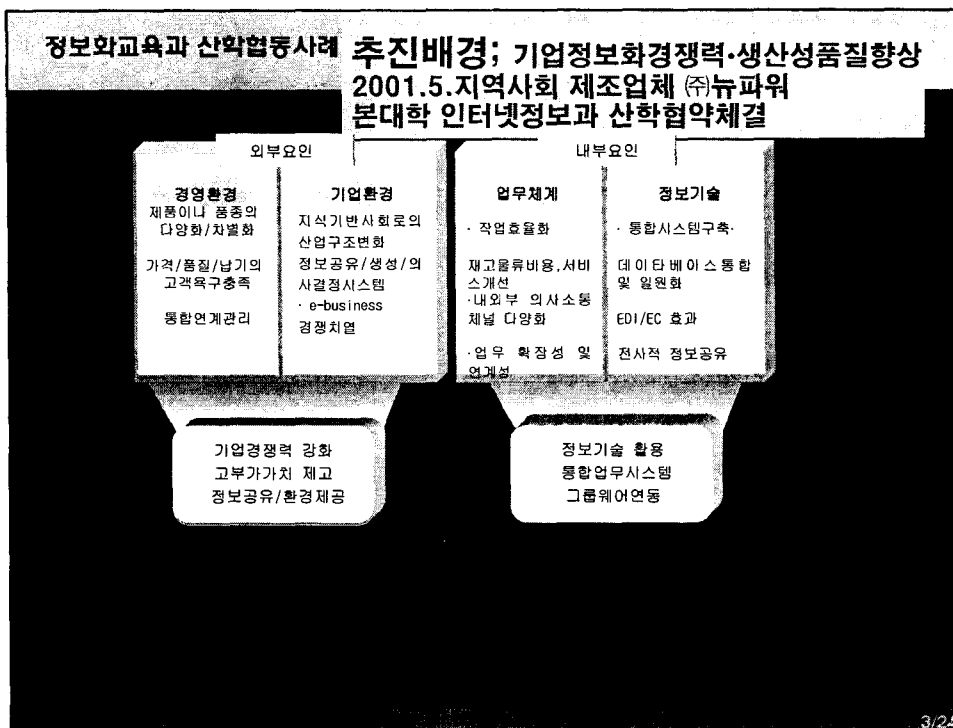 정보화교육과 산학협동사례
추진배경; 기업정보화경쟁력·생산성품질향상
2001.5.지역사회 제조업체 ㈜뉴파워
본대학 인터넷정보과 산학협약체결
외부요인
경영환경
제품이나 품종의
다양화/차별화
가격/품질/납기의
고객욕구충족
통합연계관리
기업환경
지식기반사회로의
산업구조변화
정보공유/생성/의
사결정시스템
· e-business
경쟁치열
내부요인
업무체계
· 작업효율화
재고물류비용,서비
스개선
·내외부 의사소통
채널 다양화
·업무 확장성 및
연계성
정보기술
· 통합시스템구축·
데이타베이스통합
및 일원화
EDI/EC 효과
전사적 정보공유
기업경쟁력 강화
고부가가치 제고
정보공유/환경제공
정보기술 활용
통합업무시스템
그룹웨어연동